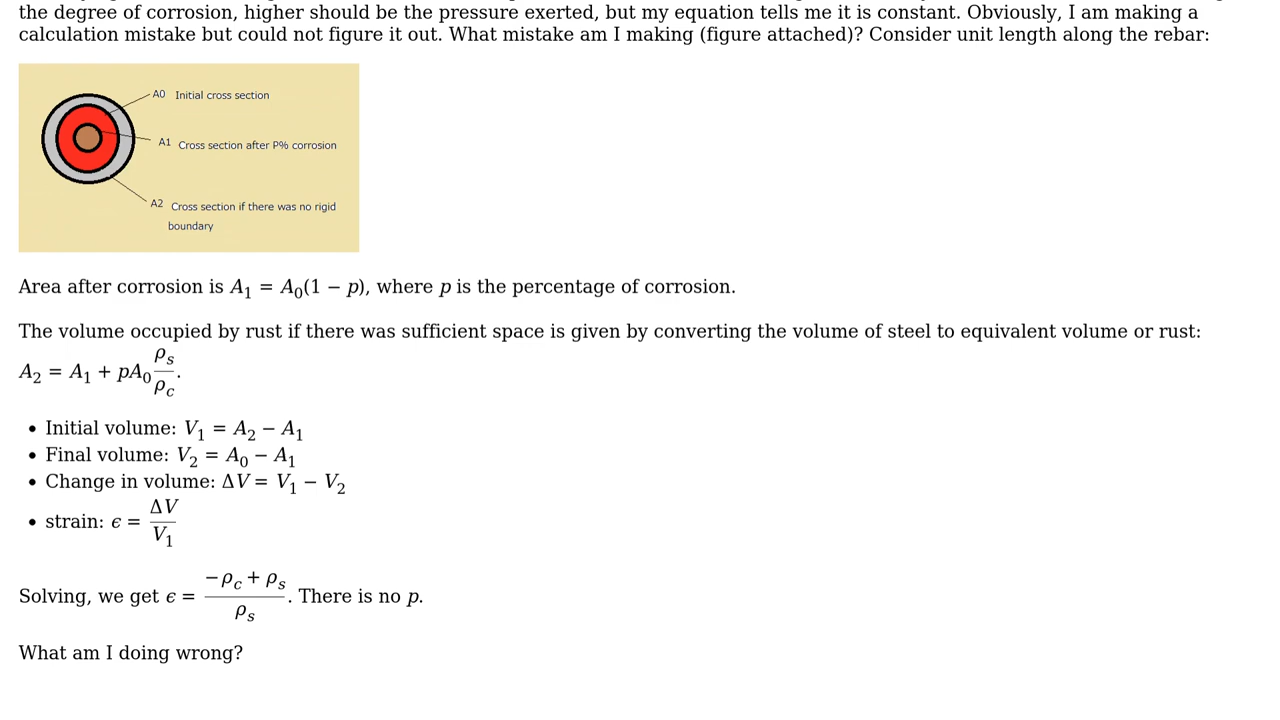 the degree of corrosion, higher should be the pressure exerted, but my equation tells me it is constant. Obviously, I am making a
calculation mistake but could not figure it out. What mistake am I making (figure attached)? Consider unit length along the rebar:
A0 Initial cross section
A1 Cross section after P% corrosion
A2 Cross section if there was no rigid
boundary
Area after corrosion is A₁ = A₀(1 − p), where p is the percentage of corrosion.
The volume occupied by rust if there was sufficient space is given by converting the volume of steel to equivalent volume or rust:
A₂ = A₁ + pA₀ ρₛ/ρ_c.
• Initial volume: V₁ = A₂ − A₁
• Final volume: V₂ = A₀ − A₁
• Change in volume: ΔV = V₁ − V₂
• strain: ϵ = ΔV/V₁
Solving, we get ϵ = (−ρ_c + ρₛ)/ρₛ. There is no p.
What am I doing wrong?